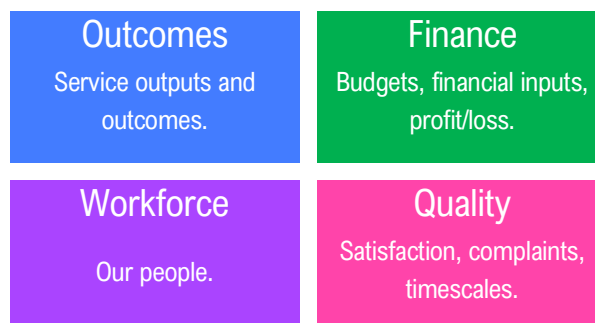 Outcomes
Service outputs and
outcomes.
Finance
Budgets, financial inputs,
profit/loss.
Workforce
Our people.
Quality
Satisfaction, complaints,
timescales.